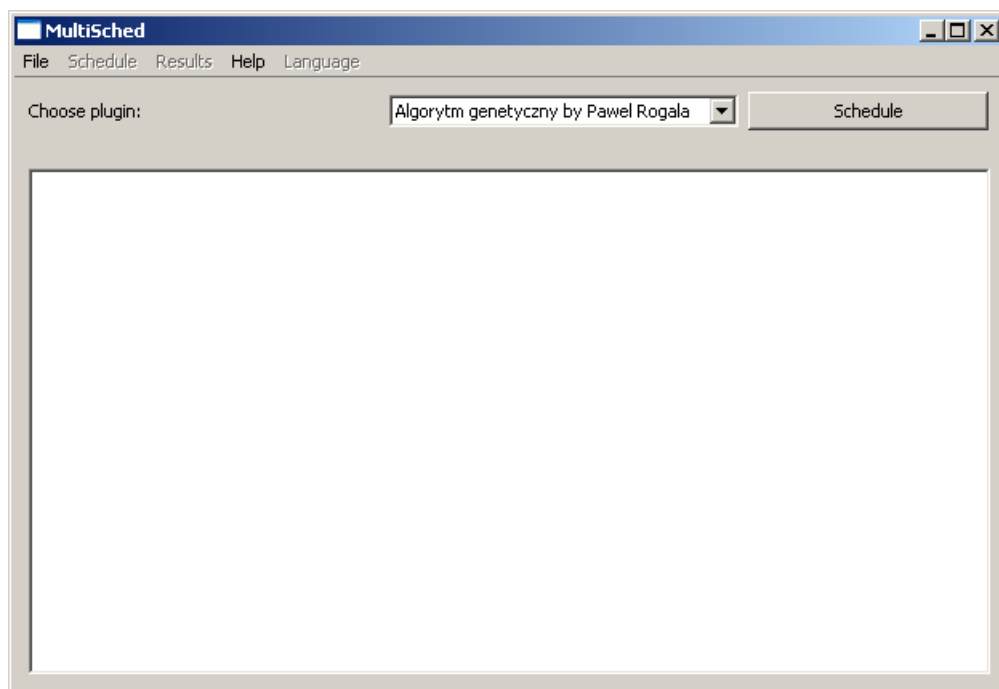 MultiSched
File Schedule Results Help Language
Choose plugin: Algorytm genetyczny by Pawel Rogala Schedule